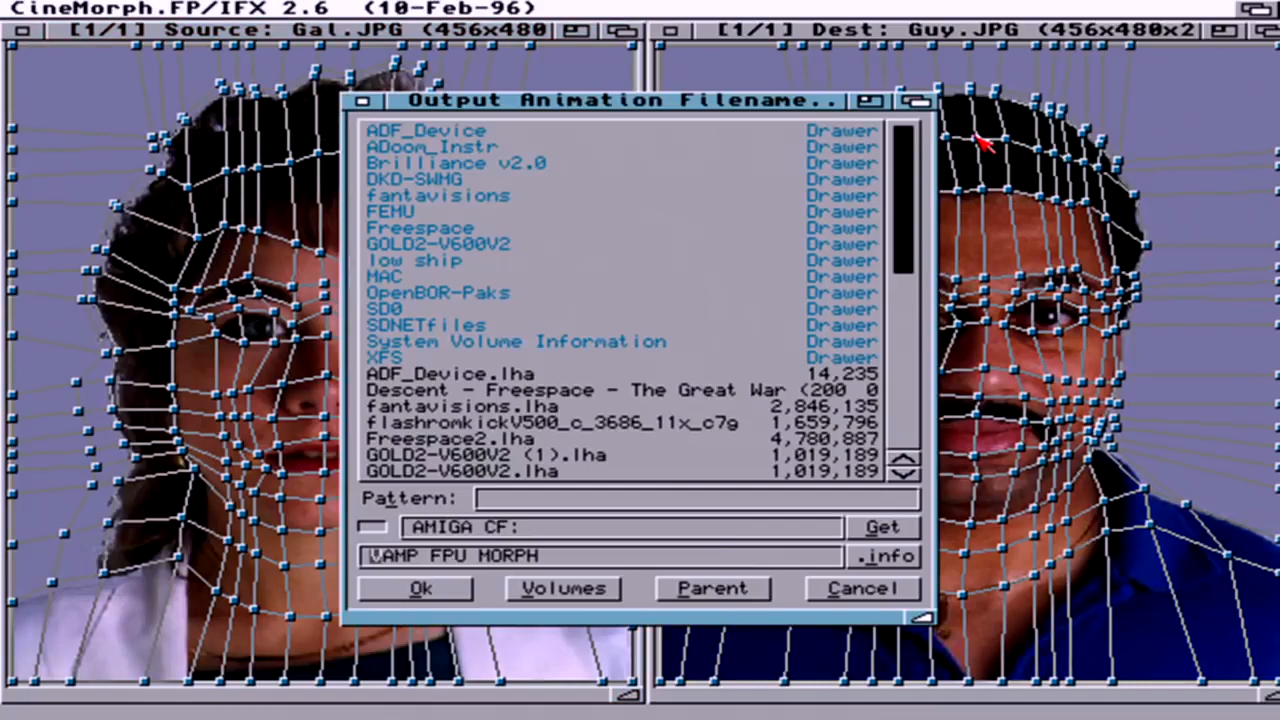 CineMorph.FP/IFX 2.6 (10-Feb-96)
[1/1] Source: Gal.JPG (456x480
[1/1] Dest: Guy.JPG (456x480x2
Output Animation Filename..
ADF_Device Drawer
ADoom_Instr Drawer
Brilliance v2.0 Drawer
DKD-SWMG Drawer
fantavisions Drawer
FEMU Drawer
Freespace Drawer
GOLD2-V600V2 Drawer
low ship Drawer
MAC Drawer
OpenBOR-Paks Drawer
SD0 Drawer
SDNETfiles Drawer
System Volume Information Drawer
XFS Drawer
ADF_Device.lha 14,235
Descent - Freespace - The Great War (200 0
fantavisions.lha 2,846,135
flashromkickV500_c_3686_11x_c7g 1,659,796
Freespace2.lha 4,780,887
GOLD2-V600V2 (1).lha 1,019,189
GOLD2-V600V2.lha 1,019,189
Pattern:
AMIGA CF: Get
VAMP FPU MORPH .info
Ok Volumes Parent Cancel